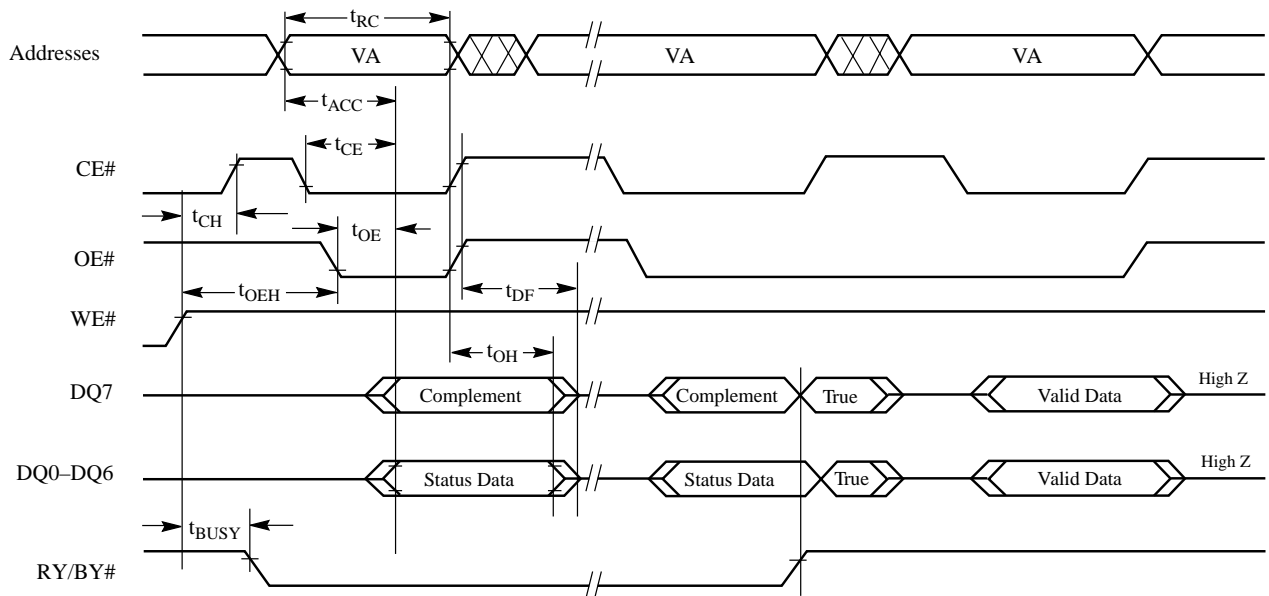 tRC
Addresses VA VA VA
tACC
tCE
CE#
tCH tOE
OE#
tOEH tDF
WE#
tOH
DQ7 Complement Complement True Valid Data High Z
DQ0–DQ6 Status Data Status Data True Valid Data High Z
tBUSY
RY/BY#